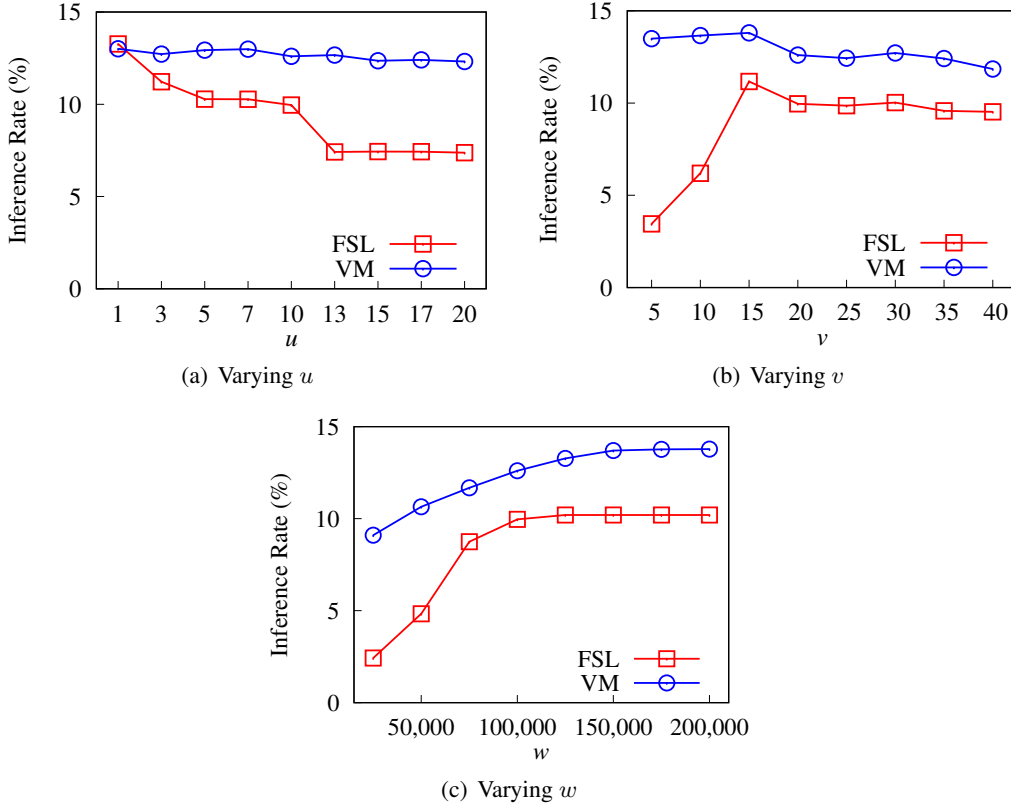 15
10
5
0
Inference Rate (%)
FSL
VM
1 3 5 7 10 13 15 17 20
u
(a) Varying u
15
10
5
0
Inference Rate (%)
FSL
VM
5 10 15 20 25 30 35 40
v
(b) Varying v
15
10
5
0
Inference Rate (%)
FSL
VM
50,000 100,000 150,000 200,000
w
(c) Varying w